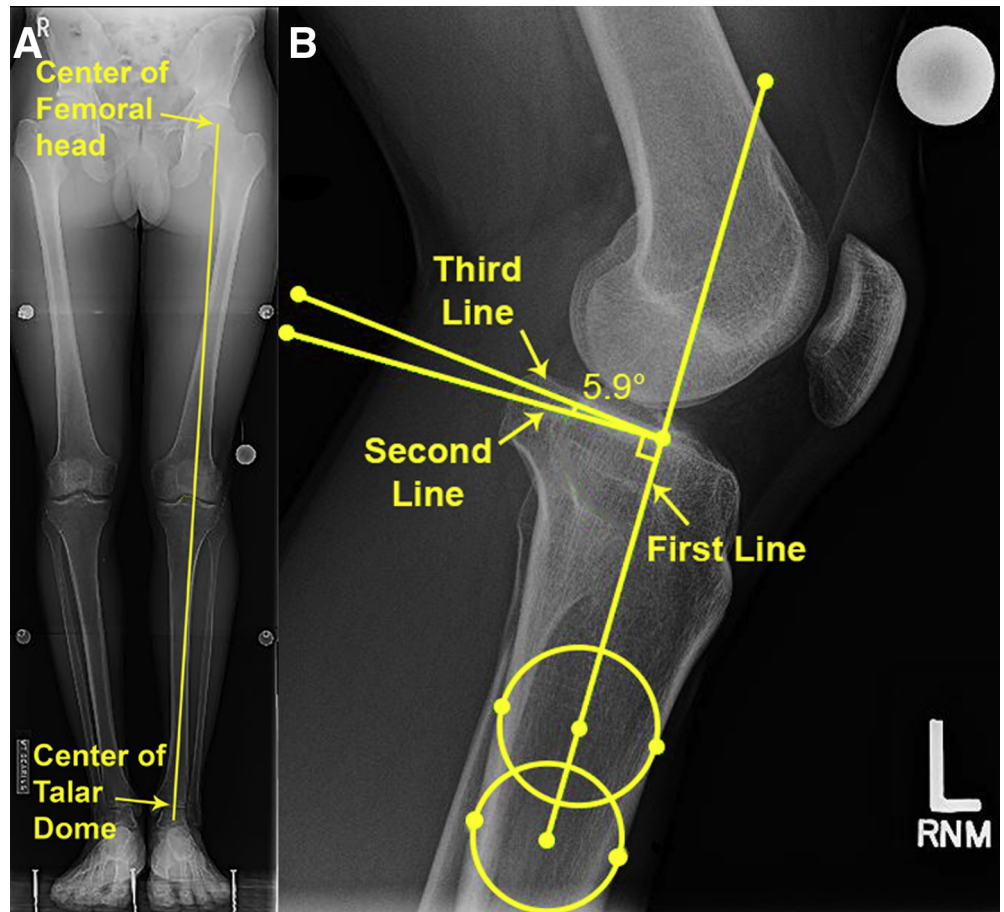 A
R
Center of
Femoral
head
Center of
Talar
Dome
B
Third
Line
5.9°
Second
Line
First Line
L
RNM